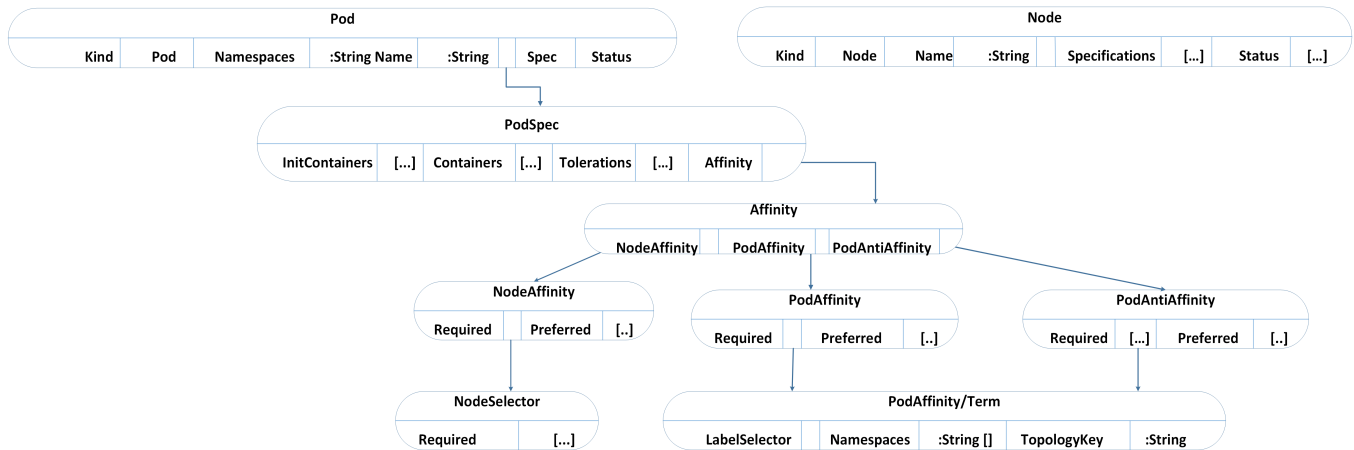 Pod
Kind Pod Namespaces :String Name :String Spec Status
Node
Kind Node Name :String Specifications [...] Status [...]
PodSpec
InitContainers [...] Containers [...] Tolerations [...] Affinity
Affinity
NodeAffinity PodAffinity PodAntiAffinity
NodeAffinity
Required Preferred [..]
PodAffinity
Required Preferred [..]
PodAntiAffinity
Required [...] Preferred [..]
NodeSelector
Required [...]
PodAffinity/Term
LabelSelector Namespaces :String [] TopologyKey :String